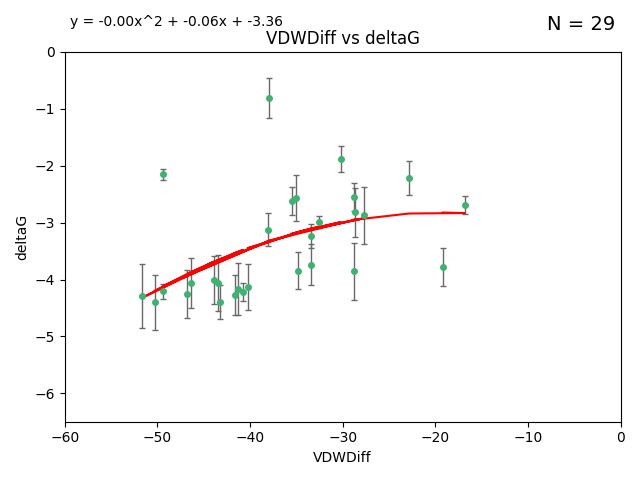 y = -0.00x^2 + -0.06x + -3.36
N = 29
VDWDiff vs deltaG
0
−1
−2
−3
−4
−5
−6
deltaG
−60 −50 −40 −30 −20 −10 0
VDWDiff